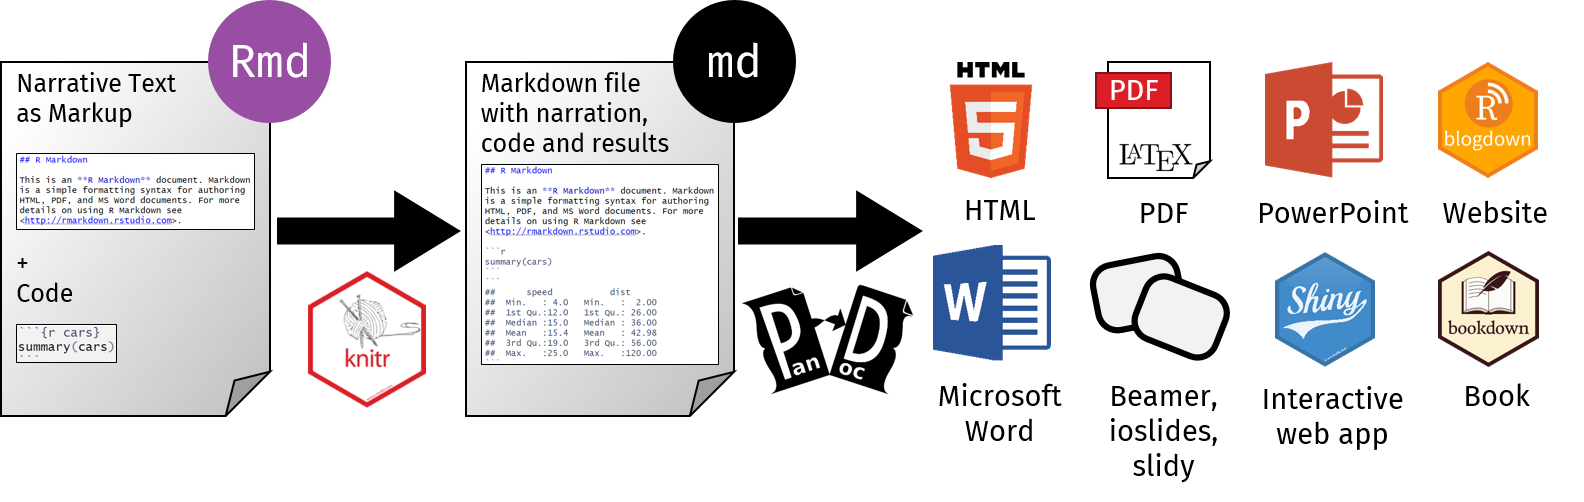 Rmd
Narrative Text
as Markup
## R Markdown
This is an **R Markdown** document. Markdown
is a simple formatting syntax for authoring
HTML, PDF, and MS Word documents. For more
details on using R Markdown see
<http://rmarkdown.rstudio.com>.
+
Code
```{r cars}
summary(cars)
```
knitr
md
Markdown file
with narration,
code and results
## R Markdown
This is an **R Markdown** document. Markdown
is a simple formatting syntax for authoring
HTML, PDF, and MS Word documents. For more
details on using R Markdown see
<http://rmarkdown.rstudio.com>.
```r
summary(cars)
```
```
##      speed           dist
##  Min.   : 4.0   Min.   :  2.00
##  1st Qu.:12.0   1st Qu.: 26.00
##  Median :15.0   Median : 36.00
##  Mean   :15.4   Mean   : 42.98
##  3rd Qu.:19.0   3rd Qu.: 56.00
##  Max.   :25.0   Max.   :120.00
```
Pan Doc
HTML
5
HTML
PDF
LATEX
PDF
P
PowerPoint
R
blogdown
Website
W
Microsoft
Word
Beamer,
ioslides,
slidy
Shiny
Interactive
web app
bookdown
Book